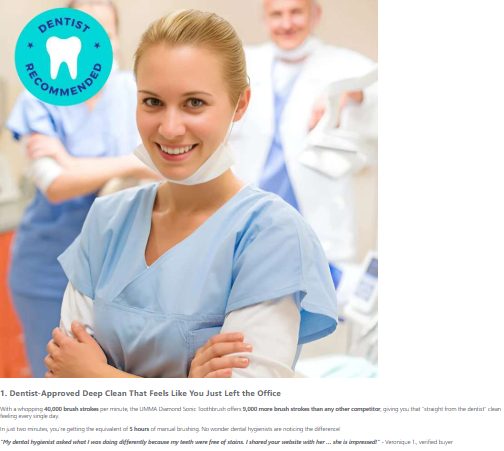 DENTIST
RECOMMENDED
1. Dentist-Approved Deep Clean That Feels Like You Just Left the Office
With a whopping 40,000 brush strokes per minute, the UMMA Diamond Sonic Toothbrush offers 9,000 more brush strokes than any other competitor, giving you that "straight from the dentist" clean
feeling every single day.
In just two minutes, you're getting the equivalent of 5 hours of manual brushing. No wonder dental hygienists are noticing the difference!
"My dental hygienist asked what I was doing differently because my teeth were free of stains. I shared your website with her ... she is impressed!" – Veronique T., verified buyer